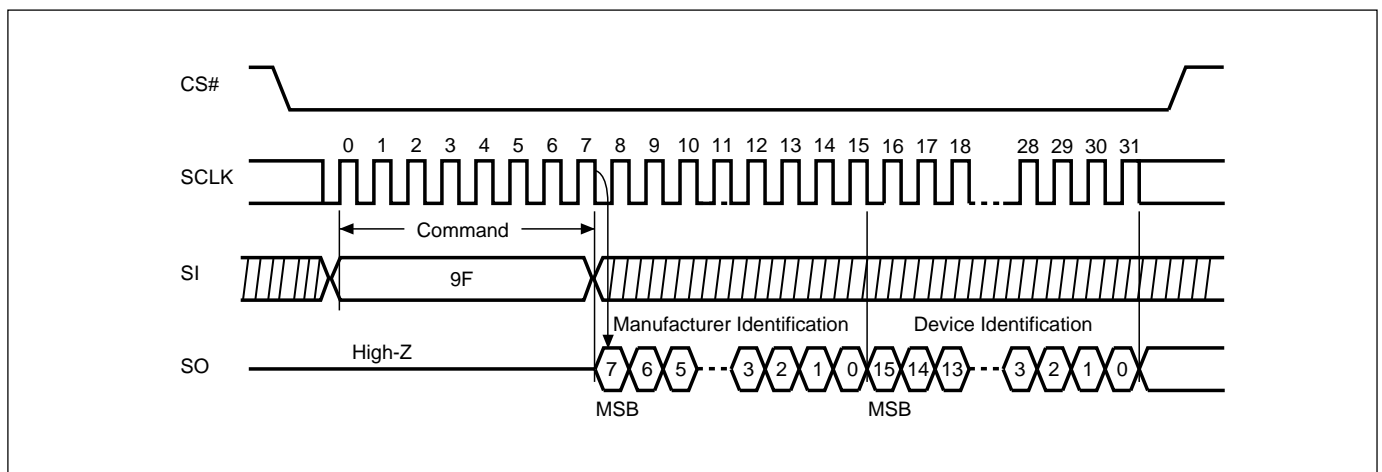 CS#
0 1 2 3 4 5 6 7 8 9 10 11 12 13 14 15 16 17 18 28 29 30 31
SCLK
Command
SI
9F
Manufacturer Identification Device Identification
High-Z
SO
7 6 5 3 2 1 0 15 14 13 3 2 1 0
MSB MSB